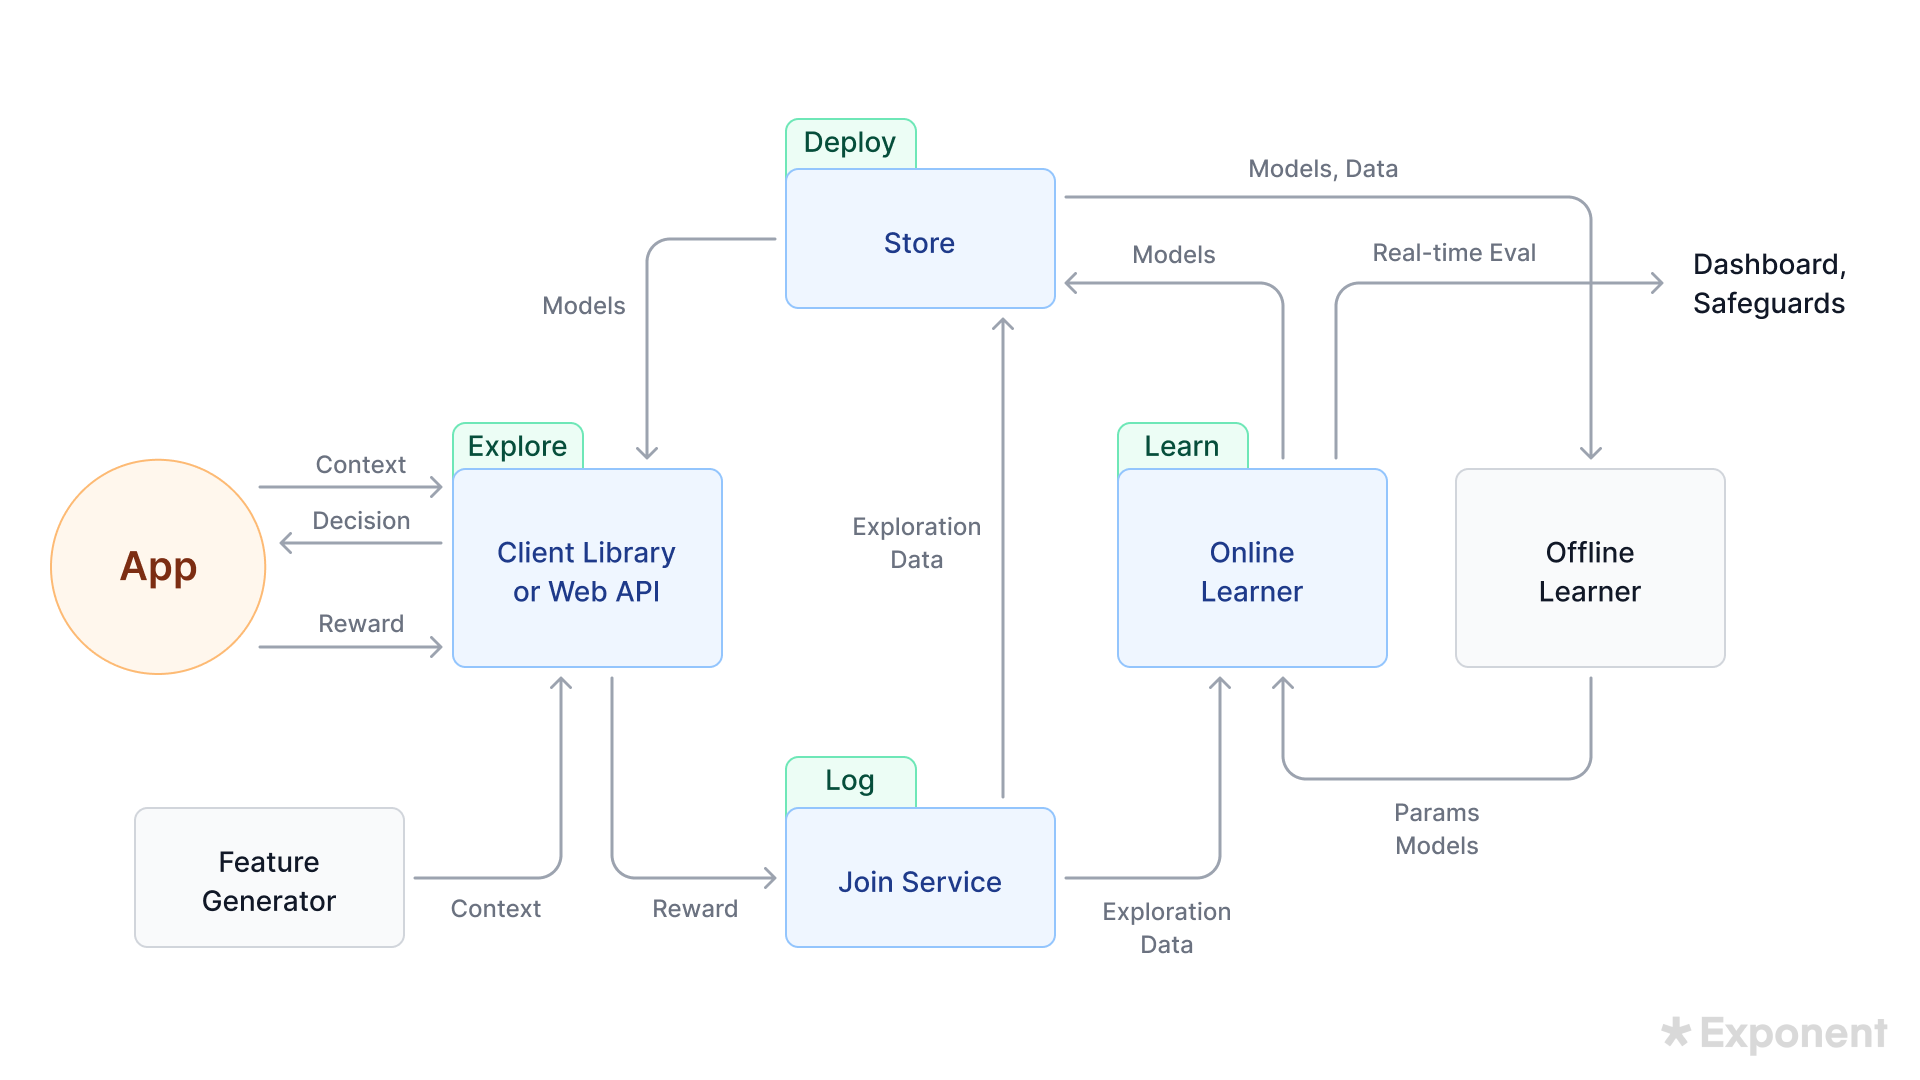 Deploy
Store
Models, Data
Models
Real-time Eval
Dashboard,
Safeguards
Models
Explore
Learn
Context
Decision
App
Reward
Client Library
or Web API
Exploration
Data
Online
Learner
Offline
Learner
Log
Join Service
Feature
Generator
Context
Reward
Exploration
Data
Params
Models
Exponent